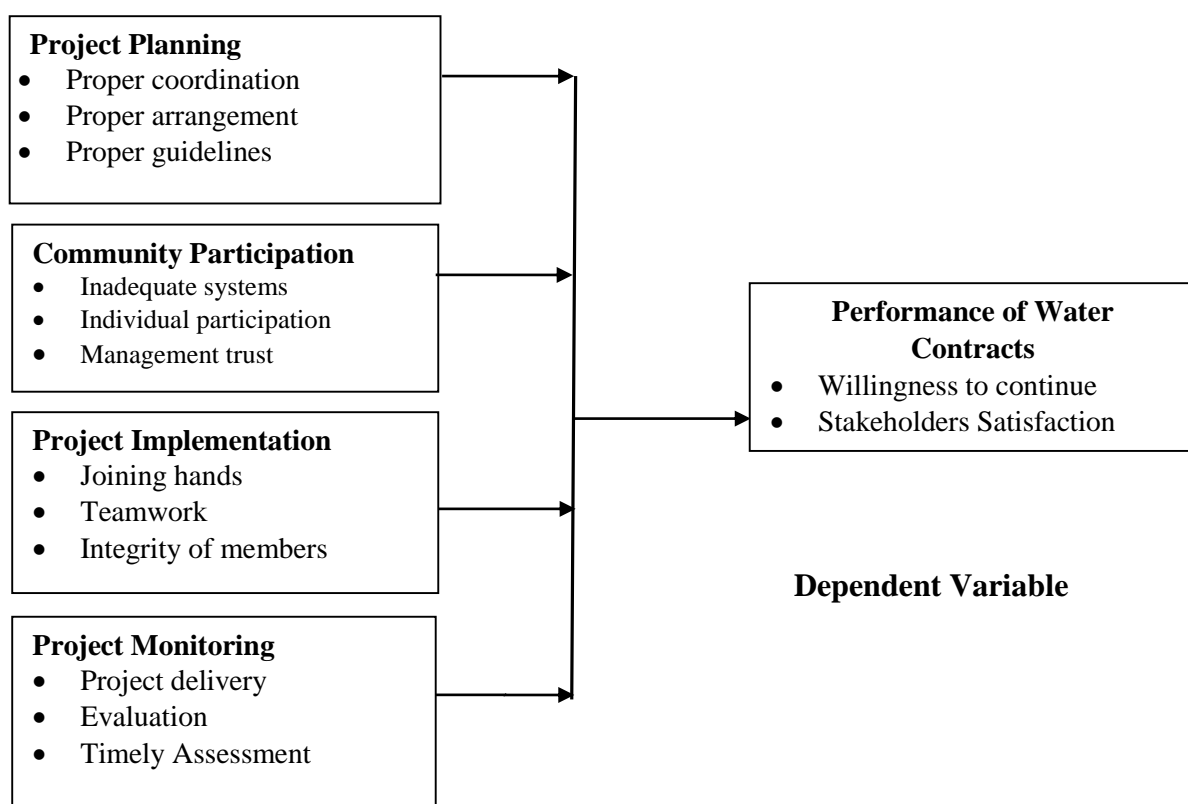 Project Planning
• Proper coordination
• Proper arrangement
• Proper guidelines
Community Participation
• Inadequate systems
• Individual participation
• Management trust
Project Implementation
• Joining hands
• Teamwork
• Integrity of members
Project Monitoring
• Project delivery
• Evaluation
• Timely Assessment
Performance of Water
Contracts
• Willingness to continue
• Stakeholders Satisfaction
Dependent Variable